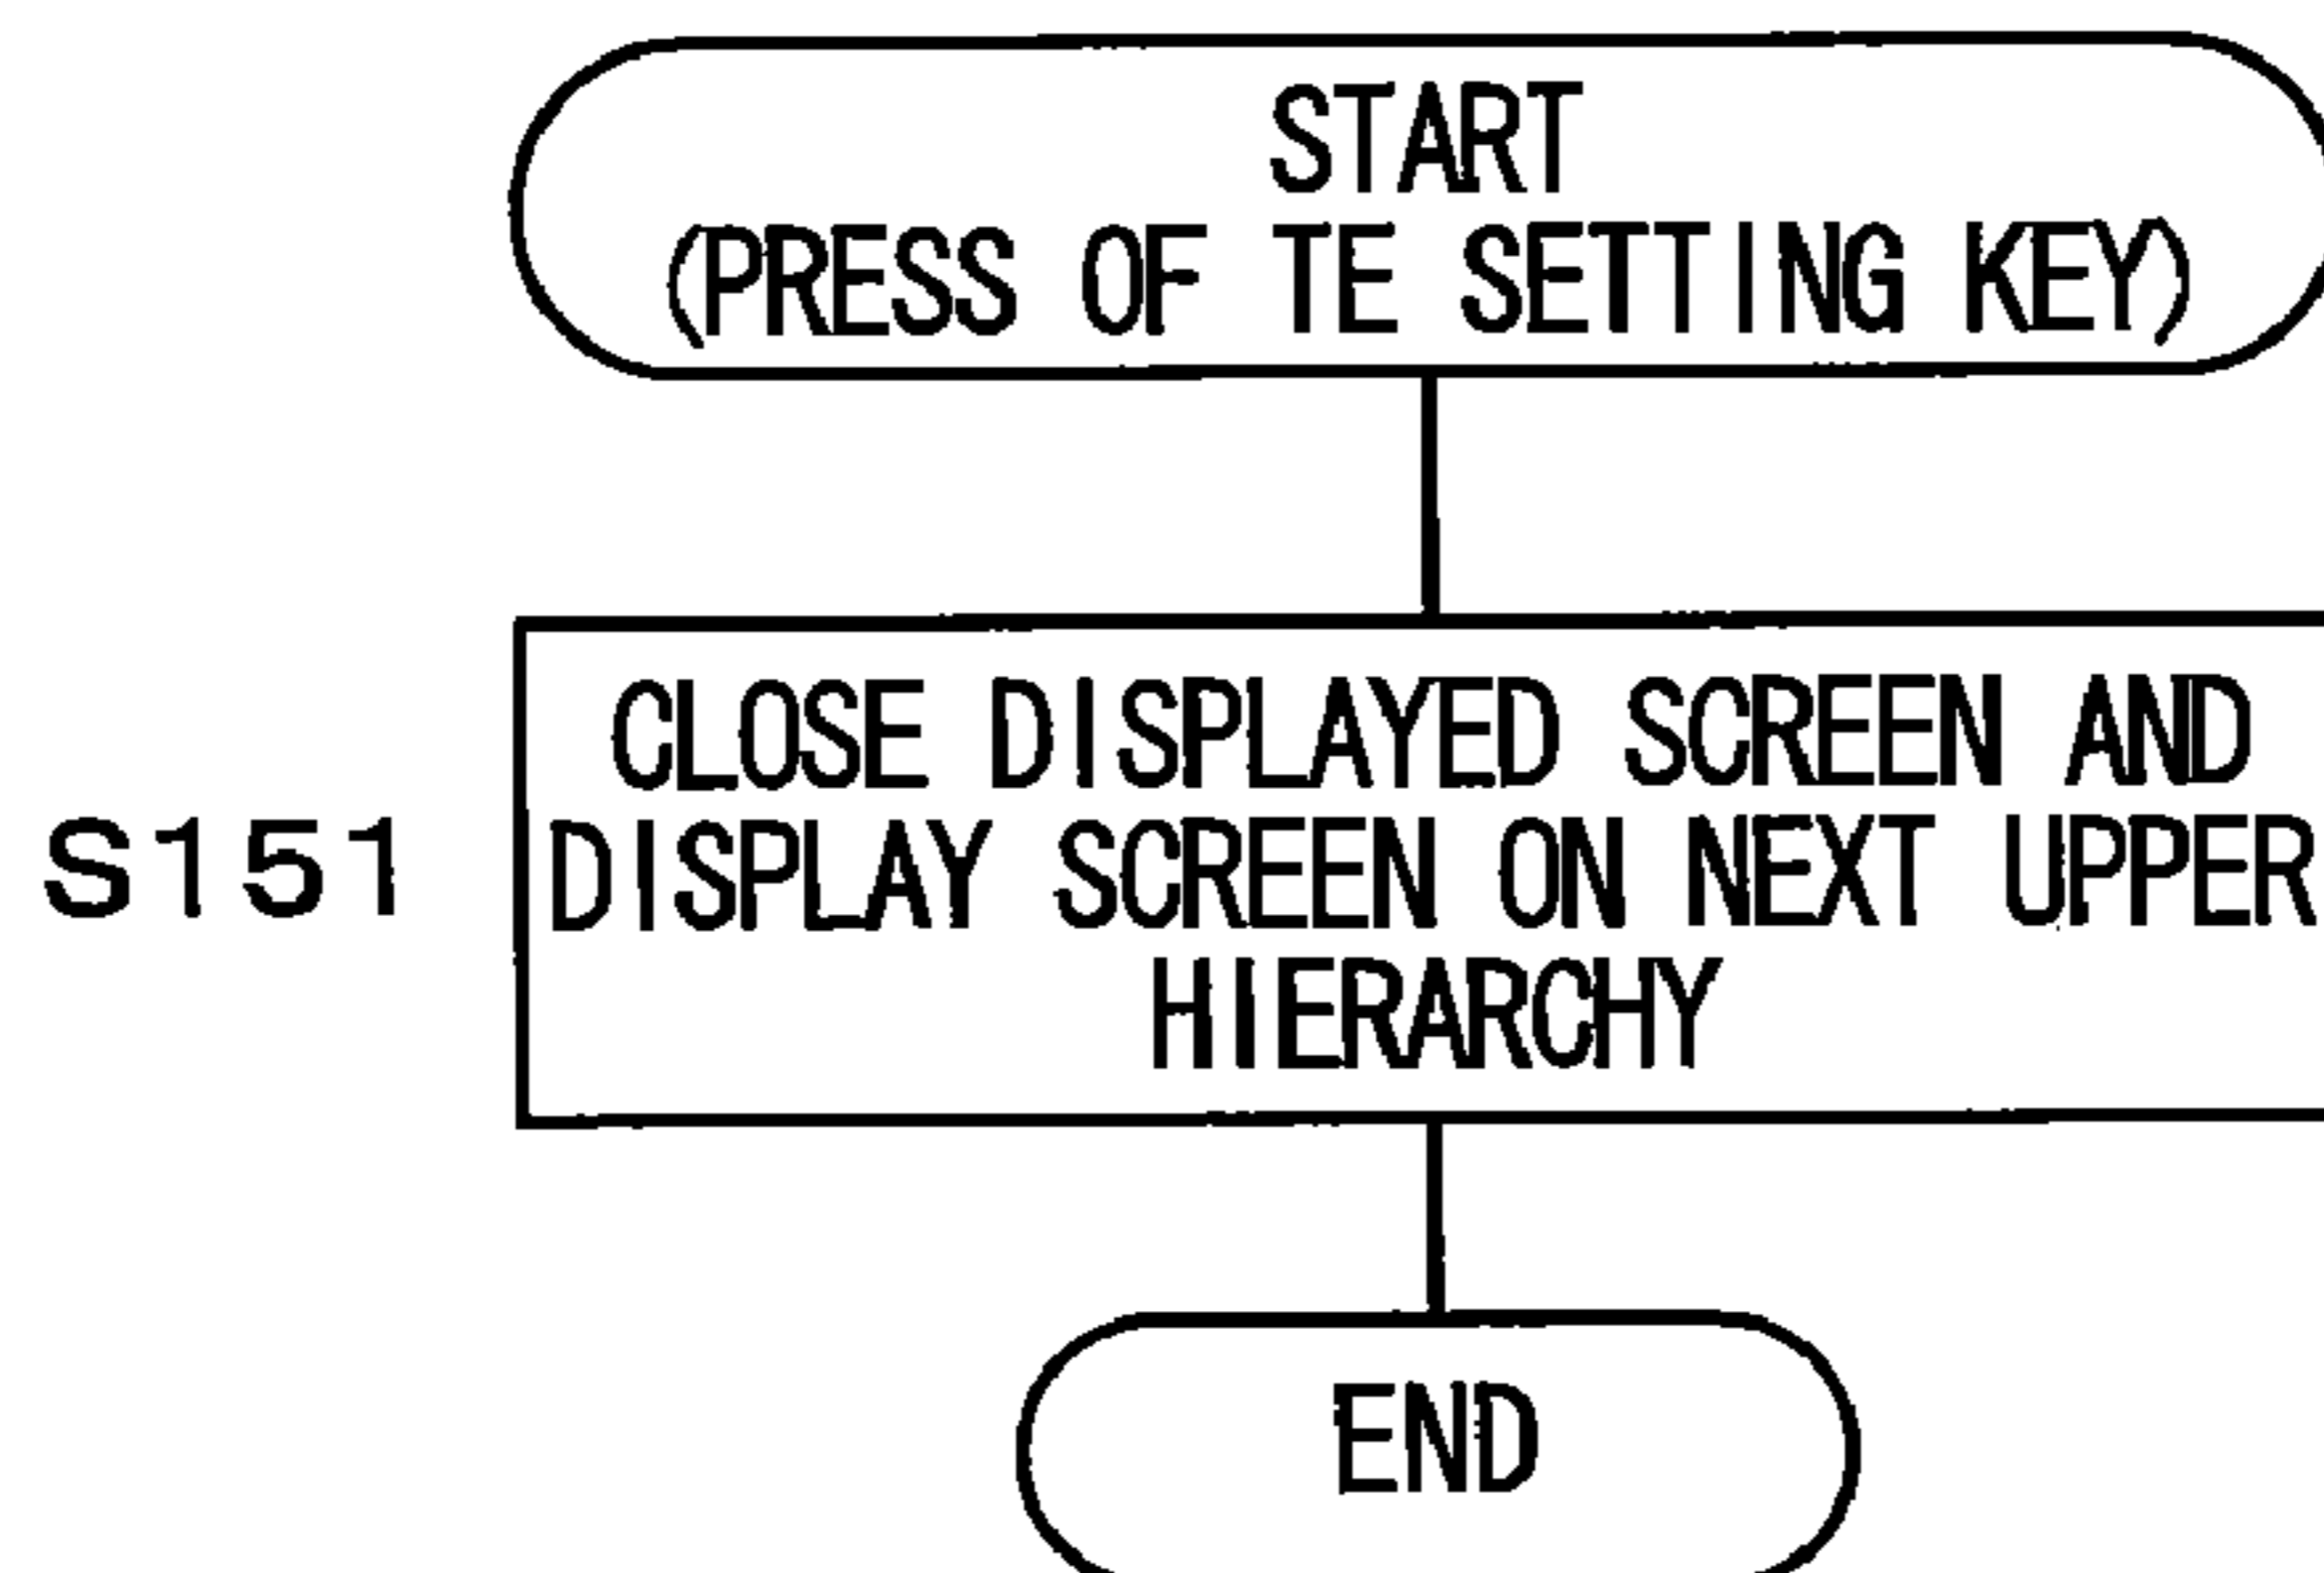 START
(PRESS OF TE SETTING KEY)
CLOSE DISPLAYED SCREEN AND
S151 DISPLAY SCREEN ON NEXT UPPER
HIERARCHY
END